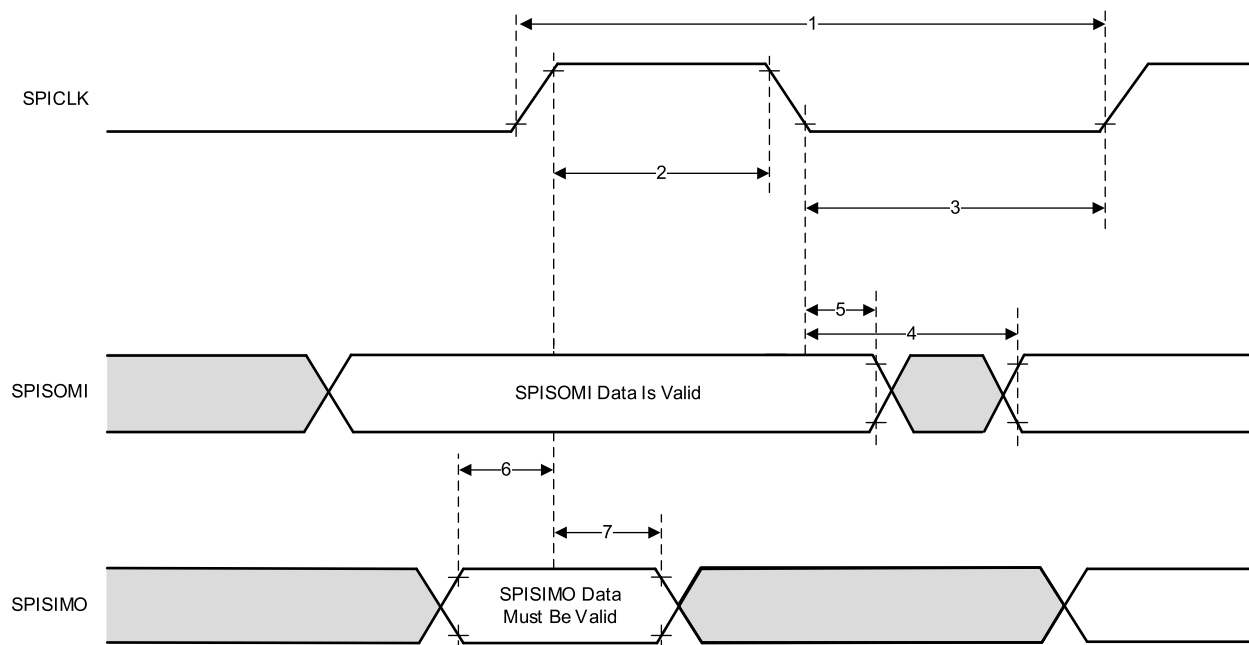 1
SPICLK
2
3
5
4
SPISOMI
SPISOMI Data Is Valid
6
7
SPISIMO
SPISIMO Data
Must Be Valid